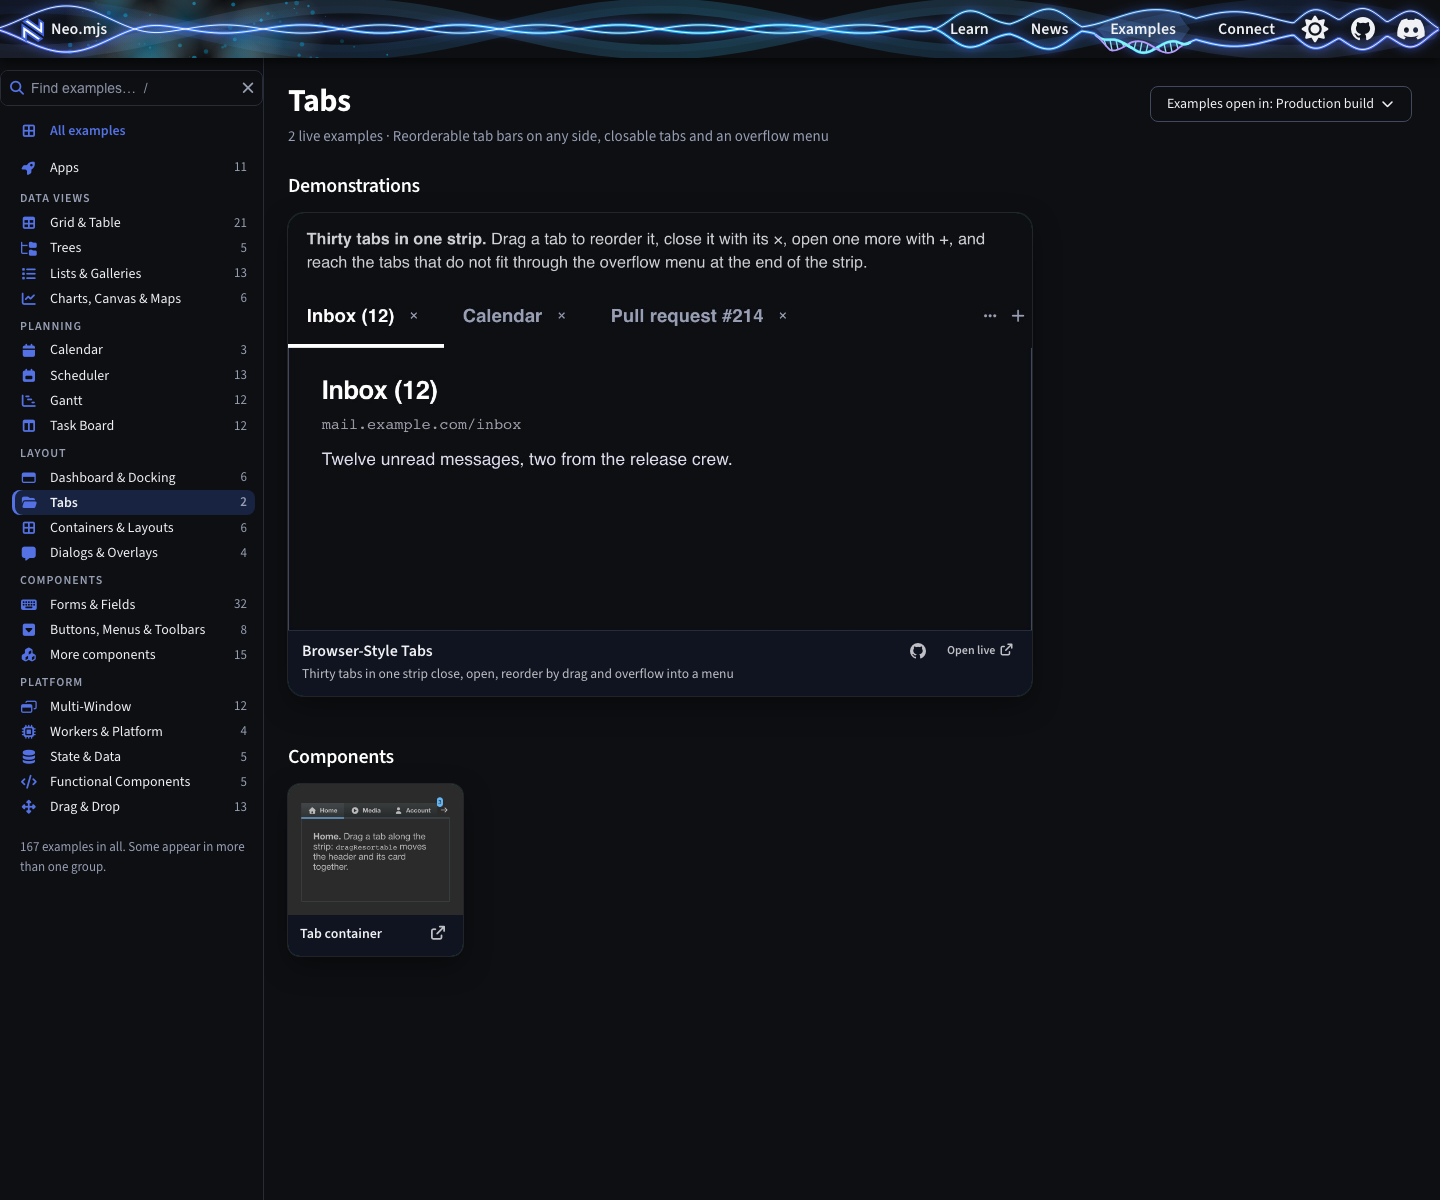 Neo.mjs
Learn
News
Examples
Connect
Find examples… /
All examples
Apps 11
DATA VIEWS
Grid & Table 21
Trees 5
Lists & Galleries 13
Charts, Canvas & Maps 6
PLANNING
Calendar 3
Scheduler 13
Gantt 12
Task Board 12
LAYOUT
Dashboard & Docking 6
Tabs 2
Containers & Layouts 6
Dialogs & Overlays 4
COMPONENTS
Forms & Fields 32
Buttons, Menus & Toolbars 8
More components 15
PLATFORM
Multi-Window 12
Workers & Platform 4
State & Data 5
Functional Components 5
Drag & Drop 13
167 examples in all. Some appear in more
than one group.
Tabs
Examples open in: Production build
2 live examples · Reorderable tab bars on any side, closable tabs and an overflow menu
Demonstrations
Thirty tabs in one strip. Drag a tab to reorder it, close it with its ×, open one more with +, and
reach the tabs that do not fit through the overflow menu at the end of the strip.
Inbox (12) ×
Calendar ×
Pull request #214 ×
Inbox (12)
mail.example.com/inbox
Twelve unread messages, two from the release crew.
Browser-Style Tabs
Open live
Thirty tabs in one strip close, open, reorder by drag and overflow into a menu
Components
Home
Media
Account
3
Home. Drag a tab along the
strip: dragResortable moves
the header and its card
together.
Tab container